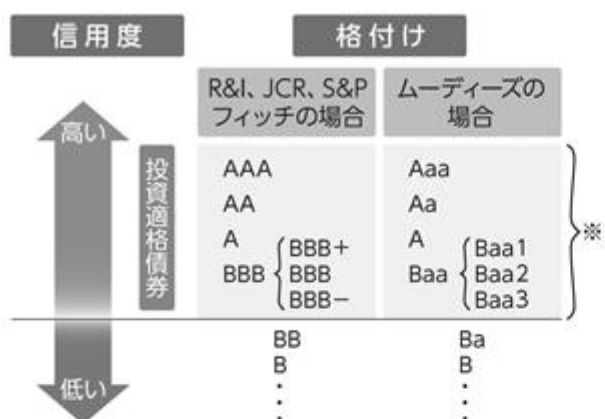 信用度
格付け
R&I、JCR、S&P
フィッチの場合
ムーディーズの
場合
高い
投資適格債券
AAA
Aaa
AA
Aa
A
A
BBB
BBB+
BBB
BBB−
Baa
Baa1
Baa2
Baa3
※
BB
Ba
B
B
低い